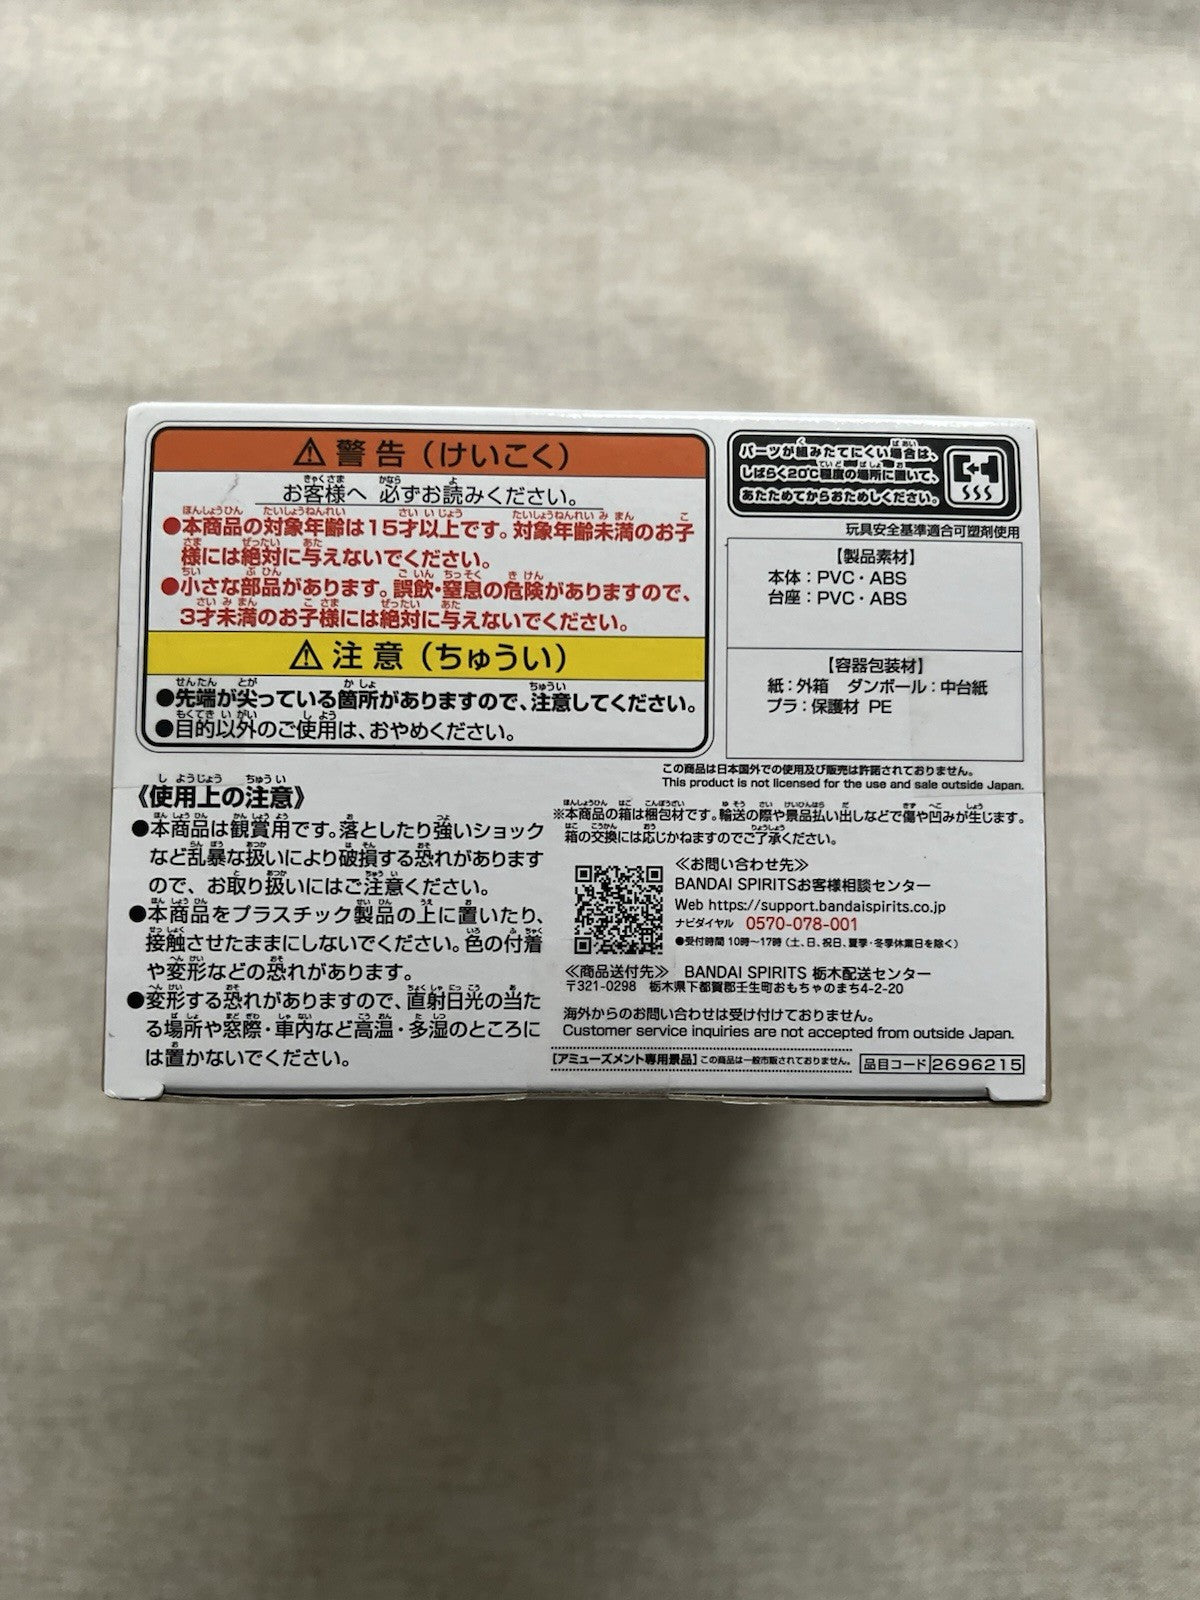 ⚠警告（けいこく）
お客様へ 必ずお読みください。
●本商品の対象年齢は15才以上です。対象年齢未満のお子
様には絶対に与えないでください。
●小さな部品があります。誤飲・窒息の危険がありますので、
3才未満のお子様には絶対に与えないでください。
⚠注意（ちゅうい）
●先端が尖っている箇所がありますので、注意してください。
●目的以外のご使用は、おやめください。
パーツが組みたてにくい場合は、
しばらく20℃程度の場所に置いて、
あたためてからおためしください。
玩具安全基準適合可塑剤使用
【製品素材】
本体：PVC・ABS
台座：PVC・ABS
【容器包装材】
紙：外箱 ダンボール：中台紙
プラ：保護材 PE
この商品は日本国外での使用及び販売は許諾されておりません。
This product is not licensed for the use and sale outside Japan.
《使用上の注意》
●本商品は観賞用です。落としたり強いショック
など乱暴な扱いにより破損する恐れがあります
ので、お取り扱いにはご注意ください。
●本商品をプラスチック製品の上に置いたり、
接触させたままにしないでください。色の付着
や変形などの恐れがあります。
●変形する恐れがありますので、直射日光の当た
る場所や窓際・車内など高温・多湿のところに
は置かないでください。
※本商品の箱は梱包材です。輸送の際や景品払い出しなどで傷や凹みが生じます。
箱の交換には応じかねますのでご了承ください。
≪お問い合わせ先≫
BANDAI SPIRITSお客様相談センター
Web https://support.bandaispirits.co.jp
ナビダイヤル 0570-078-001
●受付時間 10時〜17時（土、日、祝日、夏季・冬季休業日を除く）
≪商品送付先≫ BANDAI SPIRITS 栃木配送センター
〒321-0298 栃木県下都賀郡壬生町おもちゃのまち4-2-20
海外からのお問い合わせは受け付けておりません。
Customer service inquiries are not accepted from outside Japan.
【アミューズメント専用景品】この商品は一般市販されておりません。
品目コード 2696215